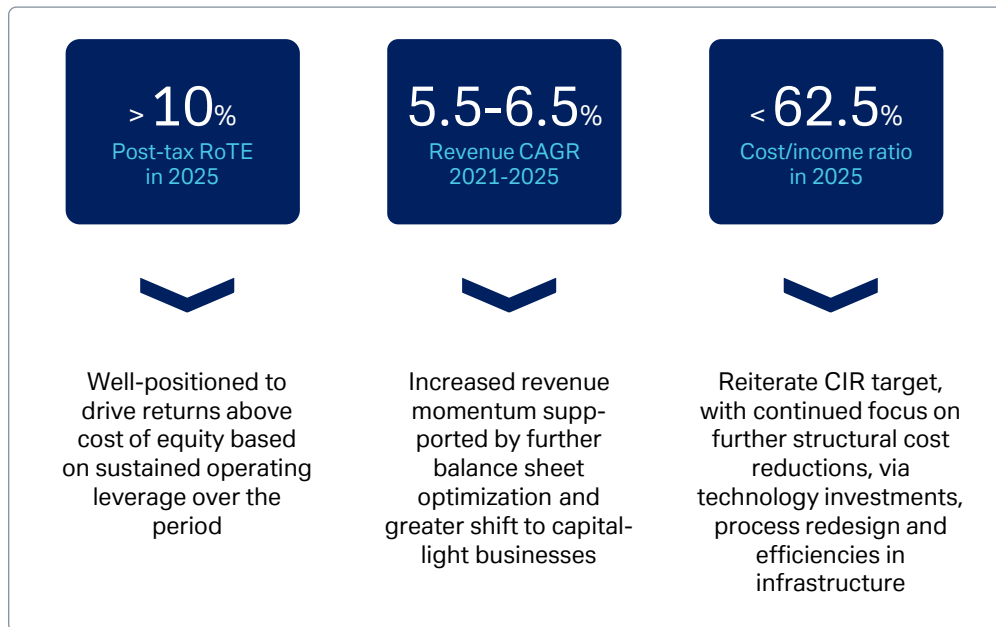 > 10%
Post-tax RoTE
in 2025
5.5-6.5%
Revenue CAGR
2021-2025
< 62.5%
Cost/income ratio
in 2025
Well-positioned to
drive returns above
cost of equity based
on sustained operating
leverage over the
period
Increased revenue
momentum supp-
ported by further
balance sheet
optimization and
greater shift to capital-
light businesses
Reiterate CIR target,
with continued focus on
further structural cost
reductions, via
technology investments,
process redesign and
efficiencies in
infrastructure